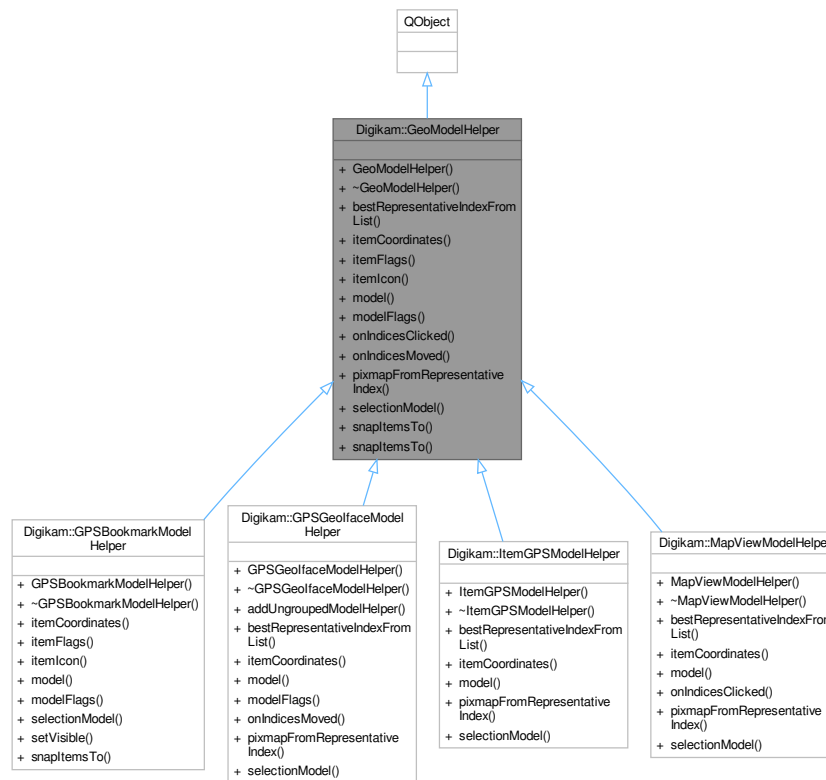 QObject
Digikam::GeoModelHelper
+ GeoModelHelper()
+ ~GeoModelHelper()
+ bestRepresentativeIndexFrom
List()
+ itemCoordinates()
+ itemFlags()
+ itemIcon()
+ model()
+ modelFlags()
+ onIndicesClicked()
+ onIndicesMoved()
+ pixmapFromRepresentative
Index()
+ selectionModel()
+ snapItemsTo()
+ snapItemsTo()
Digikam::GPSBookmarkModel
Helper
+ GPSBookmarkModelHelper()
+ ~GPSBookmarkModelHelper()
+ itemCoordinates()
+ itemFlags()
+ itemIcon()
+ model()
+ modelFlags()
+ selectionModel()
+ setVisible()
+ snapItemsTo()
Digikam::GPSGeoIfaceModel
Helper
+ GPSGeoIfaceModelHelper()
+ ~GPSGeoIfaceModelHelper()
+ addUngroupedModelHelper()
+ bestRepresentativeIndexFrom
List()
+ itemCoordinates()
+ model()
+ modelFlags()
+ onIndicesMoved()
+ pixmapFromRepresentative
Index()
+ selectionModel()
Digikam::ItemGPSModelHelper
+ ItemGPSModelHelper()
+ ~ItemGPSModelHelper()
+ bestRepresentativeIndexFrom
List()
+ itemCoordinates()
+ model()
+ pixmapFromRepresentative
Index()
+ selectionModel()
Digikam::MapViewModelHelper
+ MapViewModelHelper()
+ ~MapViewModelHelper()
+ bestRepresentativeIndexFrom
List()
+ itemCoordinates()
+ model()
+ onIndicesClicked()
+ pixmapFromRepresentative
Index()
+ selectionModel()